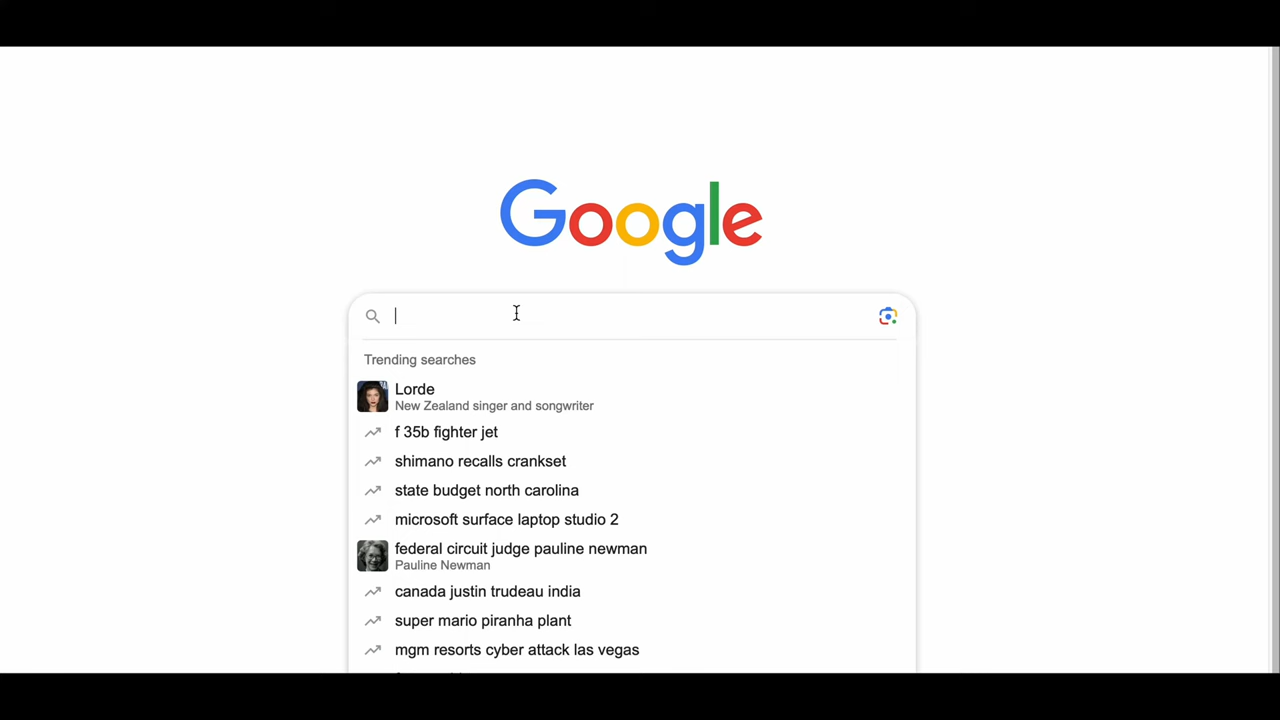 Google
Trending searches
Lorde
New Zealand singer and songwriter
f 35b fighter jet
shimano recalls crankset
state budget north carolina
microsoft surface laptop studio 2
federal circuit judge pauline newman
Pauline Newman
canada justin trudeau india
super mario piranha plant
mgm resorts cyber attack las vegas